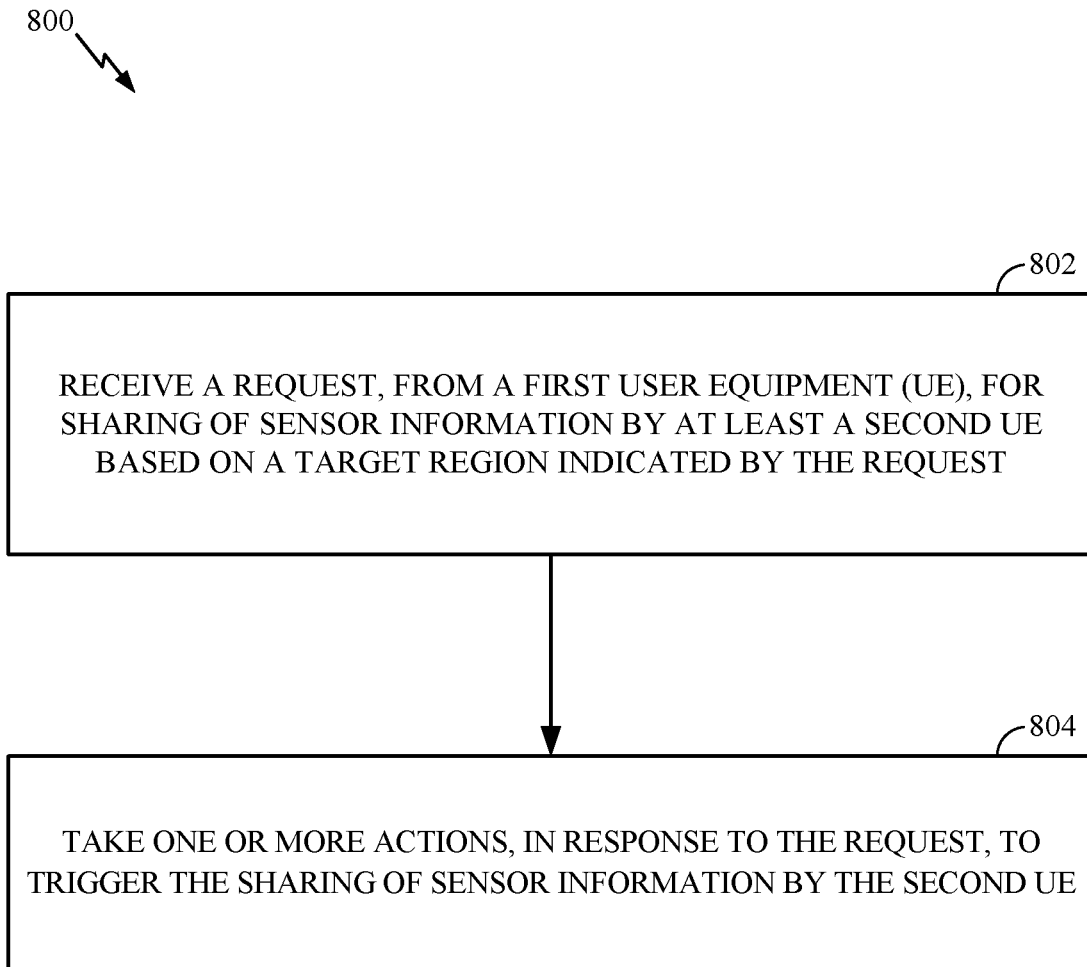 800
802
RECEIVE A REQUEST, FROM A FIRST USER EQUIPMENT (UE), FOR
SHARING OF SENSOR INFORMATION BY AT LEAST A SECOND UE
BASED ON A TARGET REGION INDICATED BY THE REQUEST
804
TAKE ONE OR MORE ACTIONS, IN RESPONSE TO THE REQUEST, TO
TRIGGER THE SHARING OF SENSOR INFORMATION BY THE SECOND UE